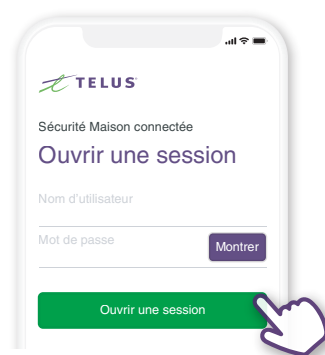 TELUS
Sécurité Maison connectée
Ouvrir une session
Nom d'utilisateur
Mot de passe
Montrer
Ouvrir une session